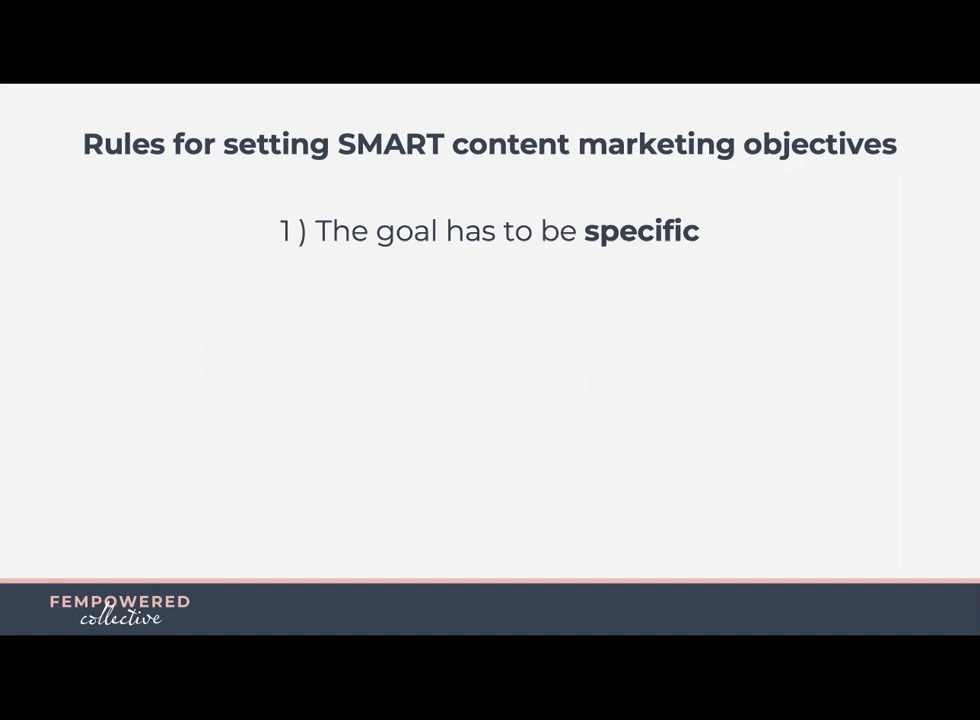 Rules for setting SMART content marketing objectives
1 ) The goal has to be specific
FEMPOWERED
collective